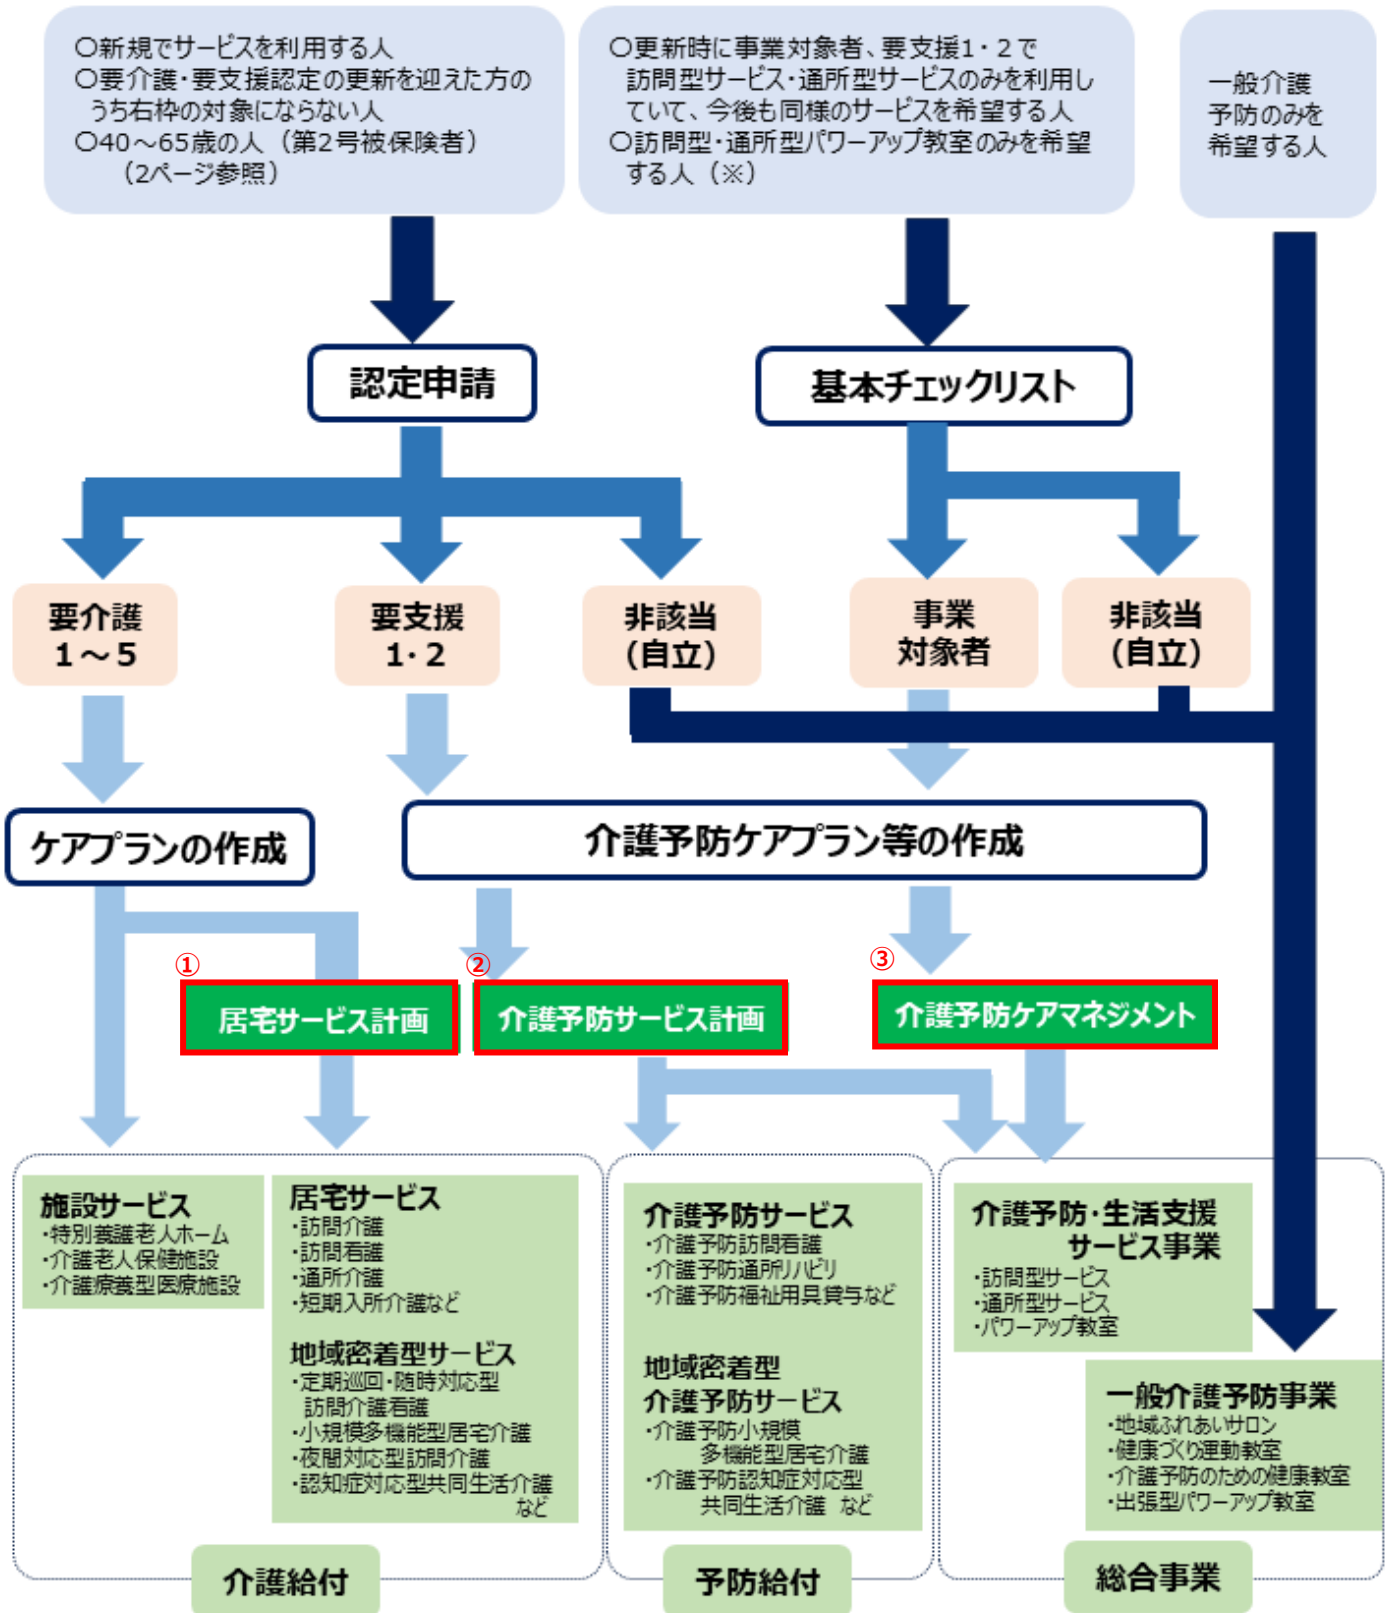 〇新規でサービスを利用する人
〇要介護・要支援認定の更新を迎えた方の
うち右枠の対象にならない人
〇40～65歳の人（第2号被保険者）
（2ページ参照）
〇更新時に事業対象者、要支援1・2で
訪問型サービス・通所型サービスのみを利用し
ていて、今後も同様のサービスを希望する人
〇訪問型・通所型パワーアップ教室のみを希望
する人（※）
一般介護
予防のみを
希望する人
認定申請
基本チェックリスト
要介護
1～5
要支援
1・2
非該当
(自立)
事業
対象者
非該当
(自立)
ケアプランの作成
介護予防ケアプラン等の作成
①
居宅サービス計画
②
介護予防サービス計画
③
介護予防ケアマネジメント
施設サービス
・特別養護老人ホーム
・介護老人保健施設
・介護療養型医療施設
居宅サービス
・訪問介護
・訪問看護
・通所介護
・短期入所介護など
地域密着型サービス
・定期巡回・随時対応型
訪問介護看護
・小規模多機能型居宅介護
・夜間対応型訪問介護
・認知症対応型共同生活介護
など
介護予防サービス
・介護予防訪問看護
・介護予防通所リハビリ
・介護予防福祉用具貸与など
地域密着型
介護予防サービス
・介護予防小規模
多機能型居宅介護
・介護予防認知症対応型
共同生活介護 など
介護予防・生活支援
サービス事業
・訪問型サービス
・通所型サービス
・パワーアップ教室
一般介護予防事業
・地域ふれあいサロン
・健康づくり運動教室
・介護予防のための健康教室
・出張型パワーアップ教室
介護給付
予防給付
総合事業